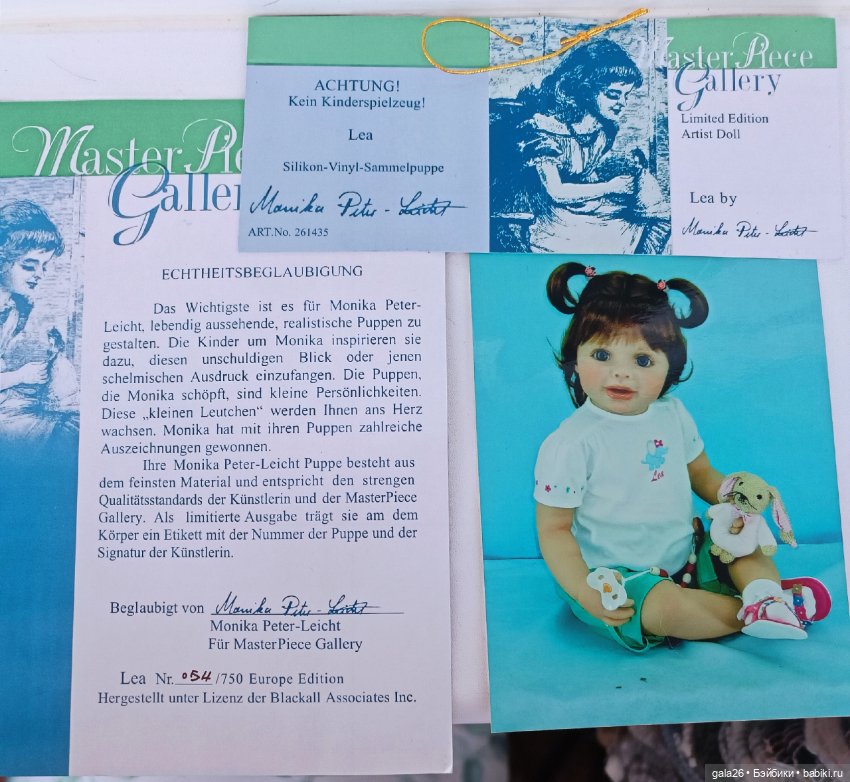 ACHTUNG!
Kein Kinderspielzeug!
Lea
Silikon-Vinyl-Sammelpuppe
Monika Peter-Leicht
ART.No. 261435
MasterPiece
Gallery
Limited Edition
Artist Doll
Lea by
Monika Peter-Leicht
Master Pie
Galler
ECHTHEITSBEGLAUBIGUNG
Das Wichtigste ist es für Monika Peter-
Leicht, lebendig aussehende, realistische Puppen zu
gestalten. Die Kinder um Monika inspirieren sie
dazu, diesen unschuldigen Blick oder jenen
schelmischen Ausdruck einzufangen. Die Puppen,
die Monika schöpft, sind kleine Persönlichkeiten.
Diese „kleinen Leutchen“ werden Ihnen ans Herz
wachsen. Monika hat mit ihren Puppen zahlreiche
Auszeichnungen gewonnen.
Ihre Monika Peter-Leicht Puppe besteht aus
dem feinsten Material und entspricht den strengen
Qualitätsstandards der Künstlerin und der MasterPiece
Gallery. Als limitierte Ausgabe trägt sie am dem
Körper ein Etikett mit der Nummer der Puppe und der
Signatur der Künstlerin.
Beglaubigt von Monika Peter-Leicht
Monika Peter-Leicht
Für MasterPiece Gallery
Lea Nr. 054 /750 Europe Edition
Hergestellt unter Lizenz der Blackall Associates Inc.
Lea
gala26 • Бэйбики • babiki.ru